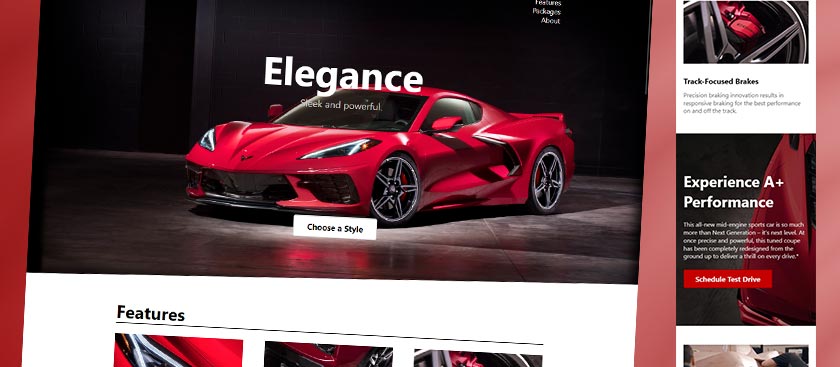 Features
Packages
About
Elegance
Sleek and powerful.
Choose a Style
Features
Track-Focused Brakes
Precision braking innovation results in
responsive braking for the best performance
on and off the track.
Experience A+
Performance
This all-new mid-engine sports car is so much
more than Next Generation – it's next level. At
once precise and powerful, this tuned coupe
has been completely redesigned from the
ground up to deliver a thrill on every drive.*
Schedule Test Drive